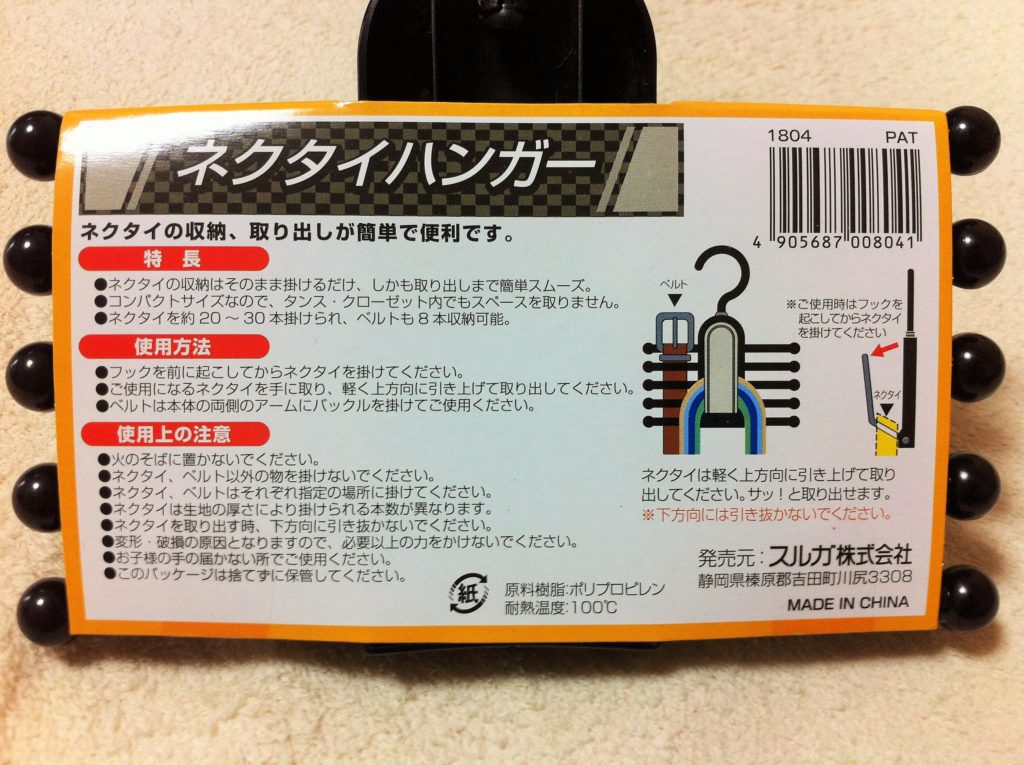 ネクタイハンガー
1804 PAT
4 905687 008041
ネクタイの収納、取り出しが簡単で便利です。
特長
●ネクタイの収納はそのまま掛けるだけ、しかも取り出しまで簡単スムーズ。
●コンパクトサイズなので、タンス・クローゼット内でもスペースを取りません。
●ネクタイを約20～30本掛けられ、ベルトも8本収納可能。
使用方法
●フックを前に起こしてからネクタイを掛けてください。
●ご使用になるネクタイを手に取り、軽く上方向に引き上げて取り出してください。
●ベルトは本体の両側のアームにバックルを掛けてご使用ください。
使用上の注意
●火のそばに置かないでください。
●ネクタイ、ベルト以外の物を掛けないでください。
●ネクタイ、ベルトはそれぞれ指定の場所に掛けてください。
●ネクタイは生地の厚さにより掛けられる本数が異なります。
●ネクタイを取り出す時、下方向に引き抜かないでください。
●変形・破損の原因となりますので、必要以上の力をかけないでください。
●お子様の手の届かない所でご使用ください。
●このパッケージは捨てずに保管してください。
ベルト
※ご使用時はフックを
起こしてからネクタイ
を掛けてください
ネクタイ
ネクタイは軽く上方向に引き上げて取り
出してください。サッ！と取り出せます。
※下方向には引き抜かないでください。
紙
原料樹脂:ポリプロピレン
耐熱温度:100℃
発売元：スルガ株式会社
静岡県榛原郡吉田町川尻3308
MADE IN CHINA